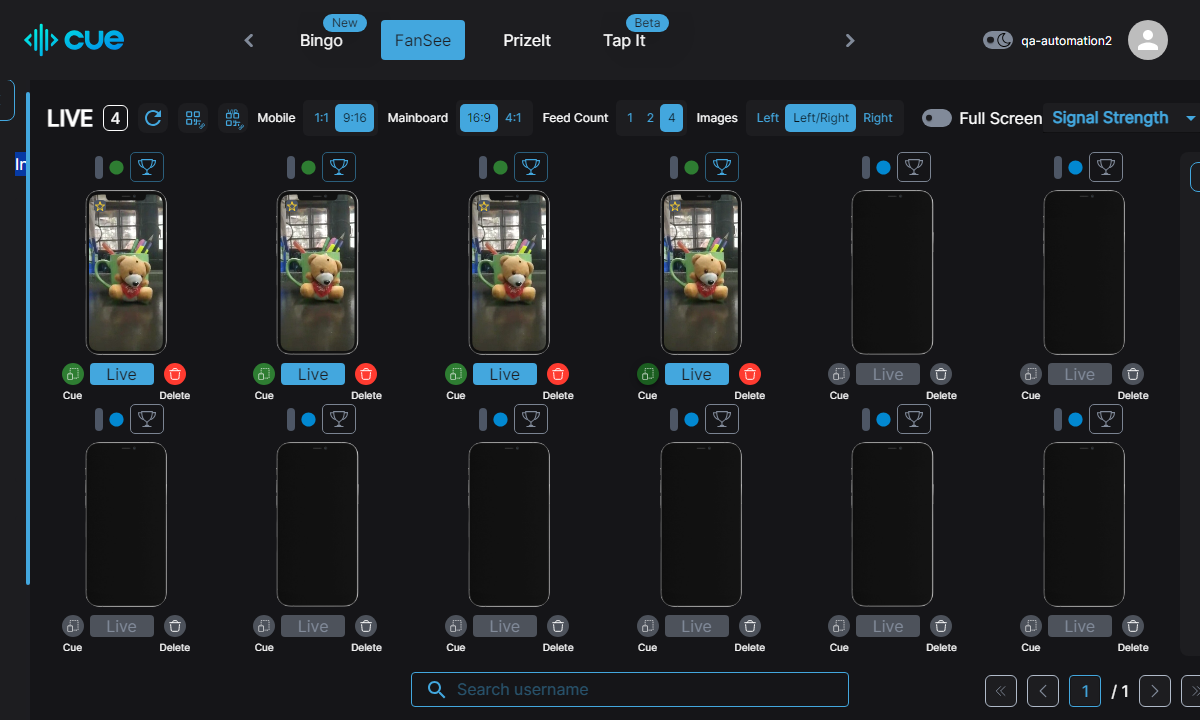 cue
Bingo New
FanSee
PrizeIt
Tap It Beta
qa-automation2
LIVE 4 Mobile 1:1 9:16 Mainboard 16:9 4:1 Feed Count 1 2 4 Images Left Left/Right Right Full Screen Signal Strength
In
Live Live Live Live Live Live
Cue Delete Cue Delete Cue Delete Cue Delete Cue Delete Cue Delete
Live Live Live Live Live Live
Cue Delete Cue Delete Cue Delete Cue Delete Cue Delete Cue Delete
Search username
1 / 1